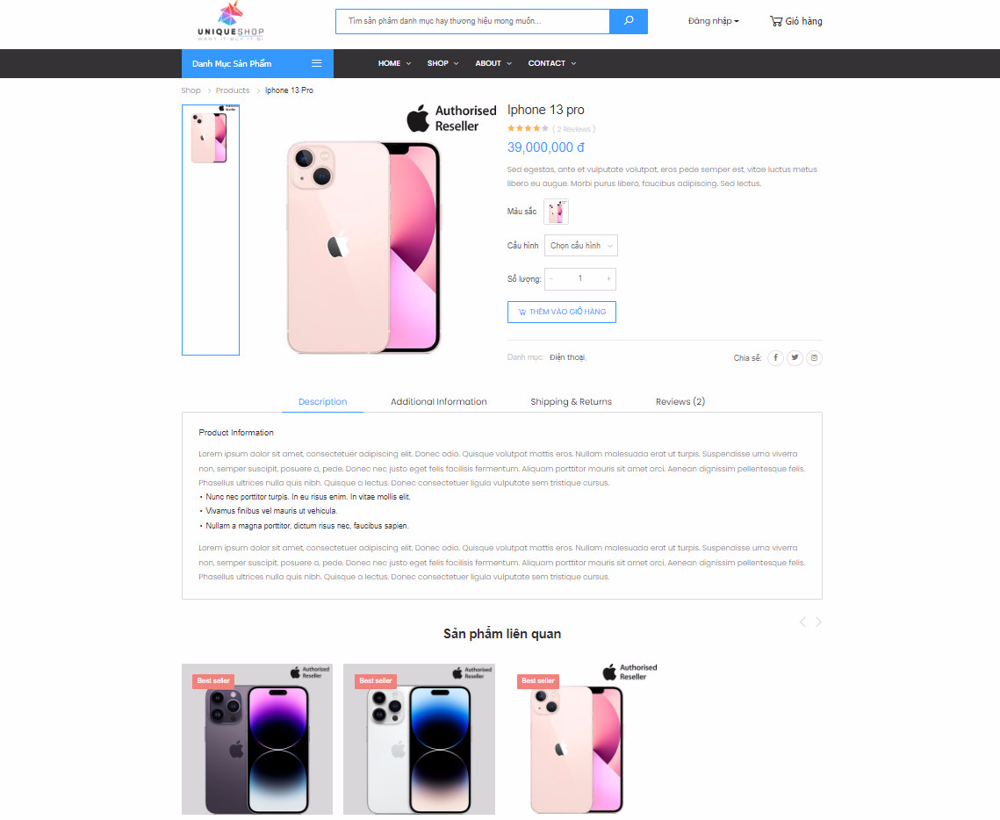 UNIQUESHOP
WANT IT-BUY IT BI
Tìm sản phẩm danh mục hay thương hiệu mong muốn...
Đăng nhập
Giỏ hàng
Danh Mục Sản Phẩm
HOME
SHOP
ABOUT
CONTACT
Shop > Products > Iphone 13 Pro
Authorised
Reseller
Iphone 13 pro
( 2 Reviews )
39,000,000 đ
Sed egestas, ante et vulputate volutpat, eros pede semper est, vitae luctus metus
libero eu augue. Morbi purus libero, faucibus adipiscing. Sed lectus.
Màu sắc
Cấu hình
Chọn cấu hình
Số lượng:
- 1 +
THÊM VÀO GIỎ HÀNG
Danh muc: Điện thoại,
Chia sẽ:
Description
Additional Information
Shipping & Returns
Reviews (2)
Product Information
Lorem ipsum dolor sit amet, consectetuer adipiscing elit. Donec odio. Quisque volutpat mattis eros. Nullam malesuada erat ut turpis. Suspendisse urna viverra
non, semper suscipit, posuere a, pede. Donec nec justo eget felis facilisis fermentum. Aliquam porttitor mauris sit amet orci. Aenean dignissim pellentesque felis.
Phasellus ultrices nulla quis nibh. Quisque a lectus. Donec consectetuer ligula vulputate sem tristique cursus.
• Nunc nec porttitor turpis. In eu risus enim. In vitae mollis elit.
• Vivamus finibus vel mauris ut vehicula.
• Nullam a magna porttitor, dictum risus nec, faucibus sapien.
Lorem ipsum dolor sit amet, consectetuer adipiscing elit. Donec odio. Quisque volutpat mattis eros. Nullam malesuada erat ut turpis. Suspendisse urna viverra
non, semper suscipit, posuere a, pede. Donec nec justo eget felis facilisis fermentum. Aliquam porttitor mauris sit amet orci. Aenean dignissim pellentesque felis.
Phasellus ultrices nulla quis nibh. Quisque a lectus. Donec consectetuer ligula vulputate sem tristique cursus.
Sản phẩm liên quan
Best seller
Authorised
Reseller
Best seller
Authorised
Reseller
Best seller
Authorised
Reseller